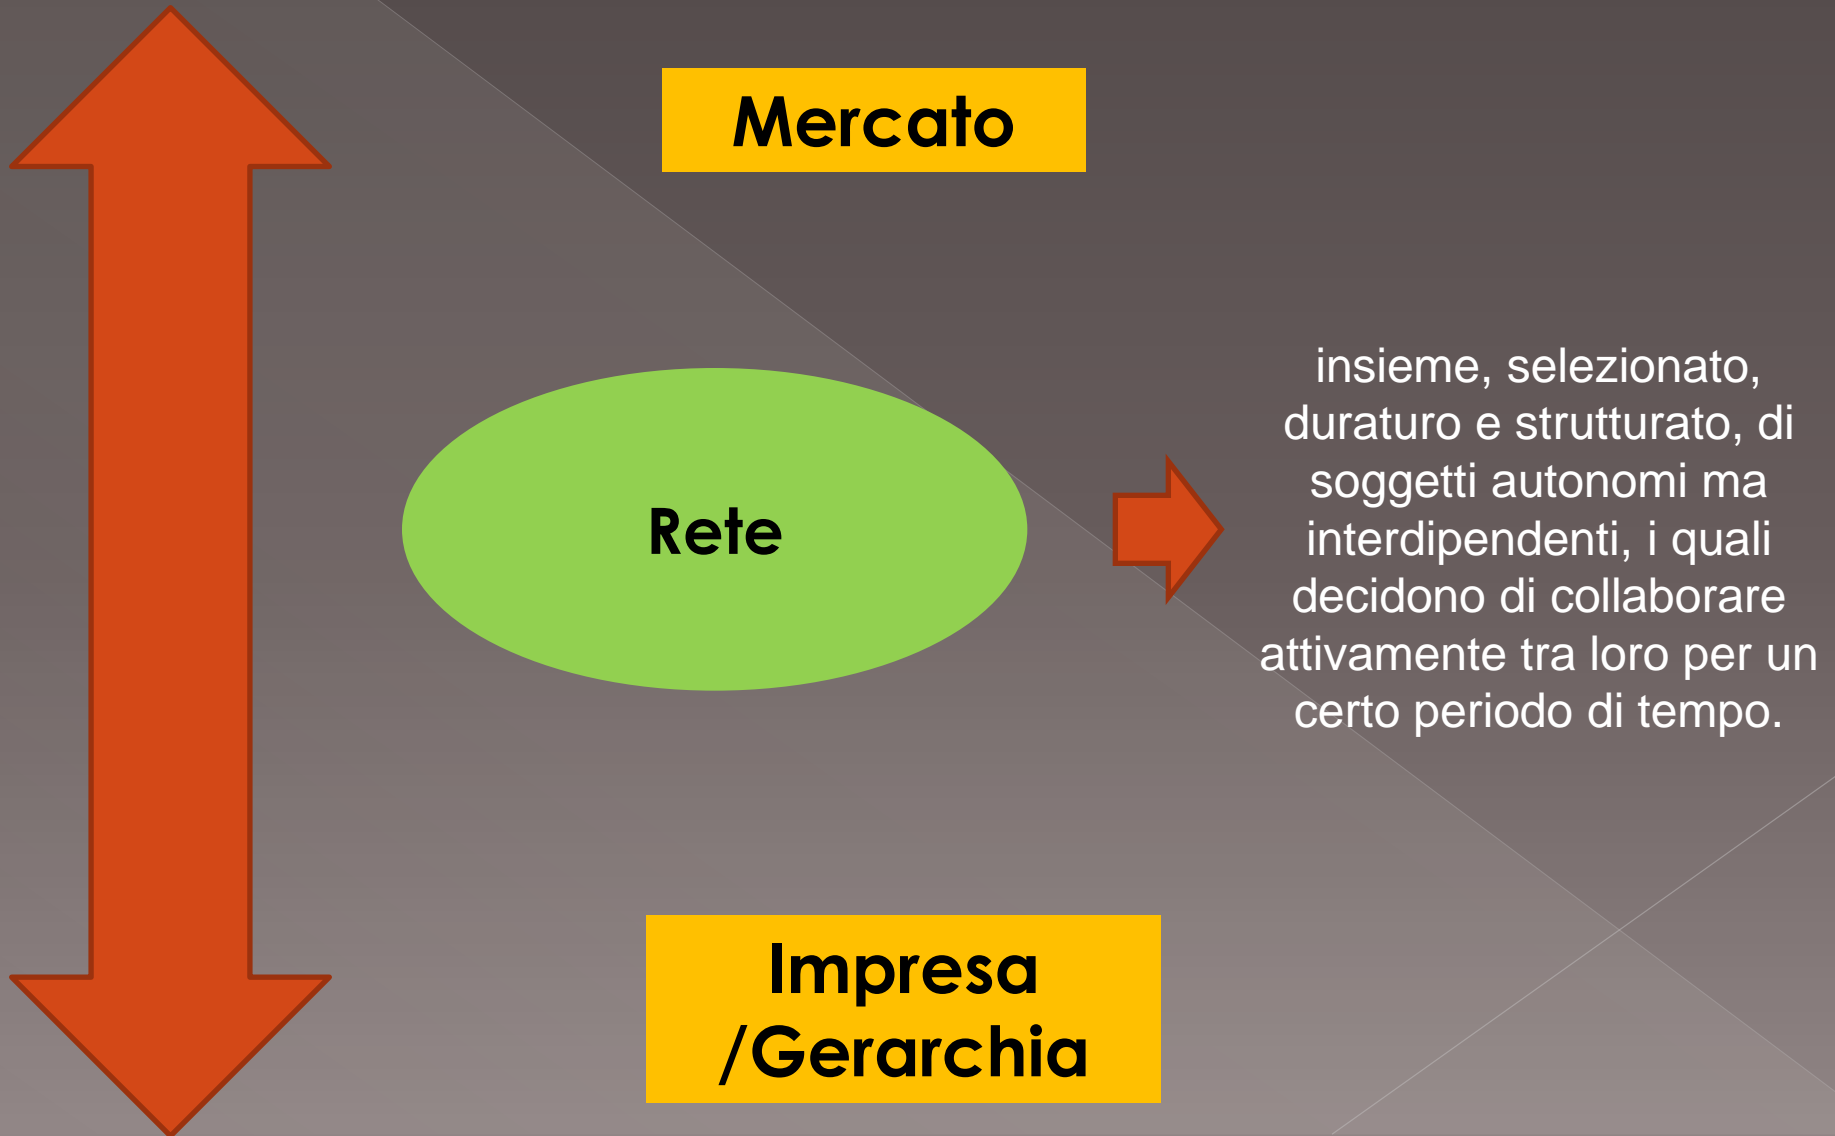 Mercato
Rete
insieme, selezionato,
duraturo e strutturato, di
soggetti autonomi ma
interdipendenti, i quali
decidono di collaborare
attivamente tra loro per un
certo periodo di tempo.
Impresa
/Gerarchia